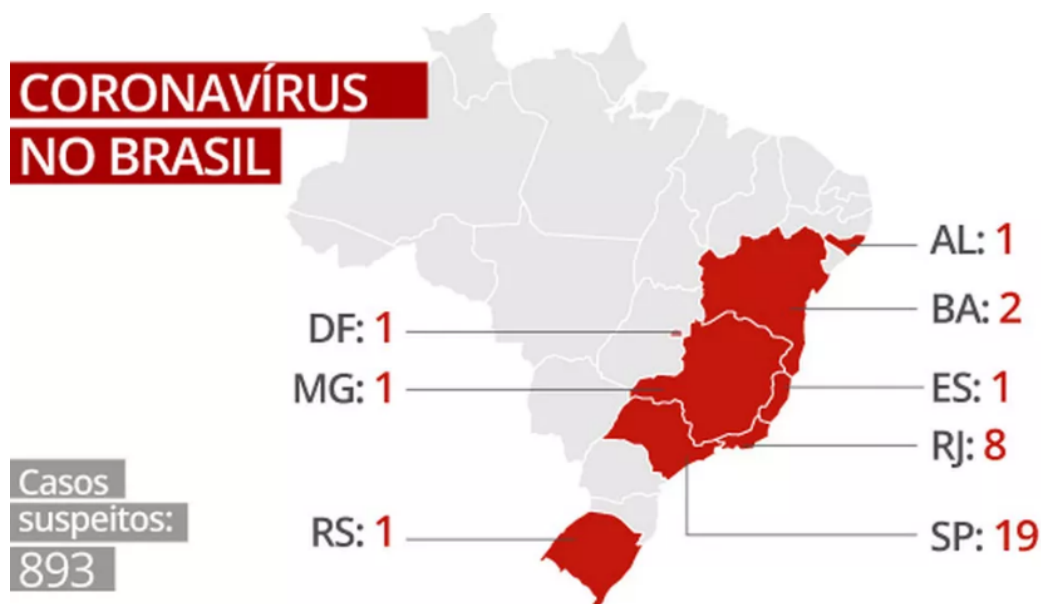 CORONAVÍRUS
NO BRASIL
AL: 1
BA: 2
DF: 1
MG: 1
ES: 1
RJ: 8
RS: 1
SP: 19
Casos
suspeitos:
893